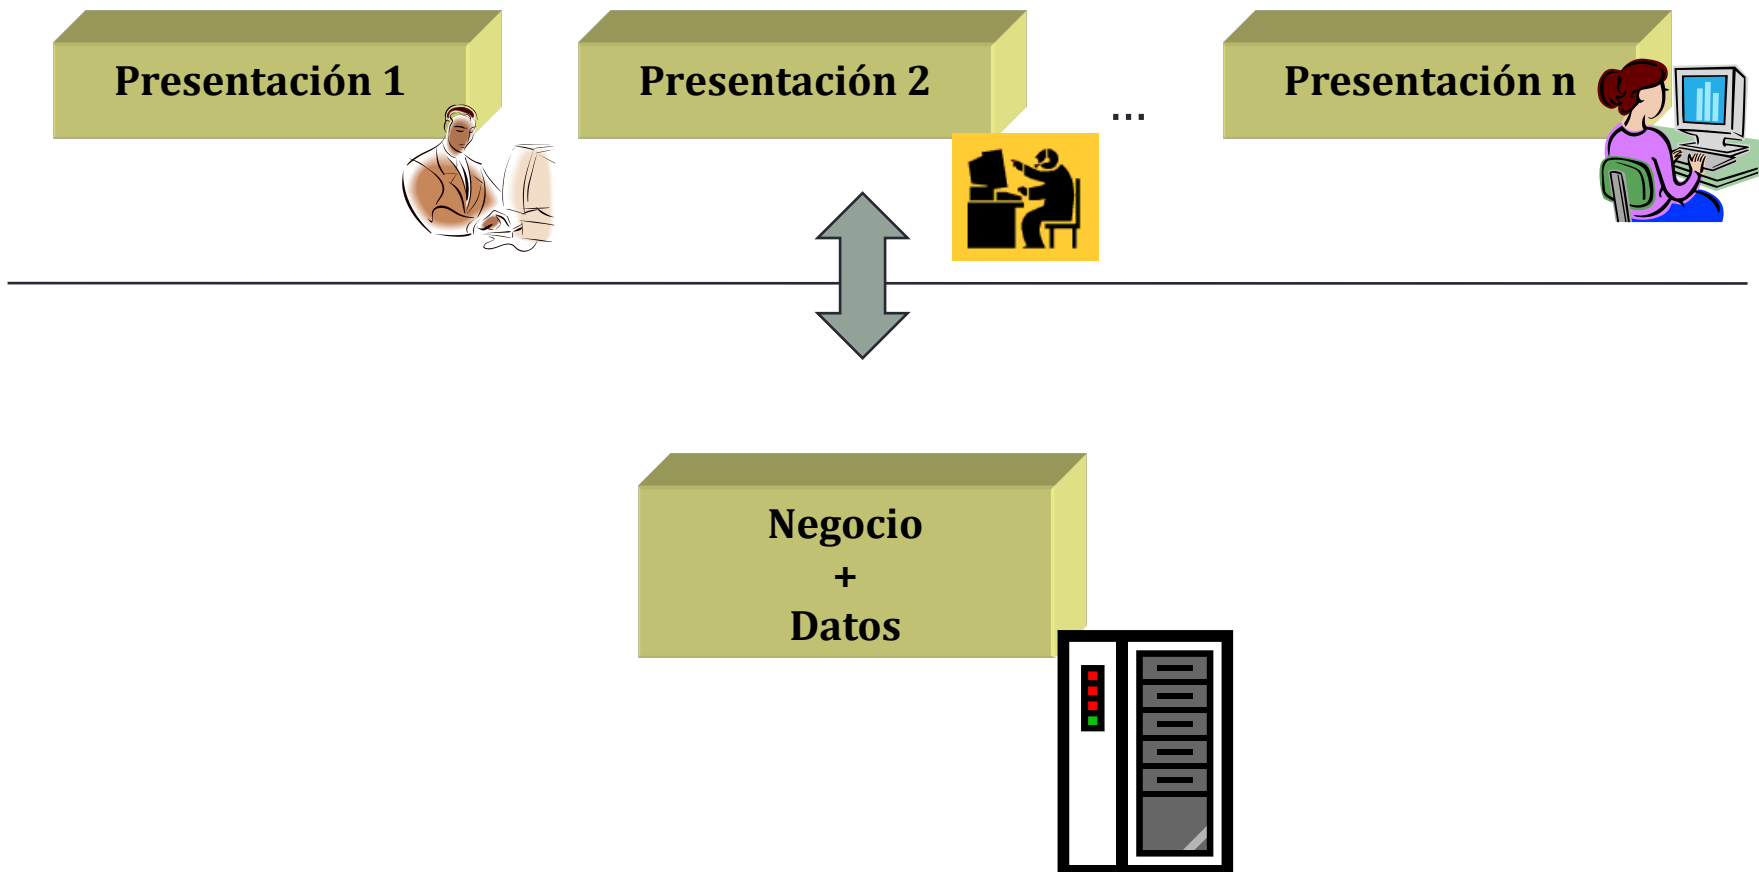 Presentación 1
Presentación 2
...
Presentación n
Negocio
+
Datos